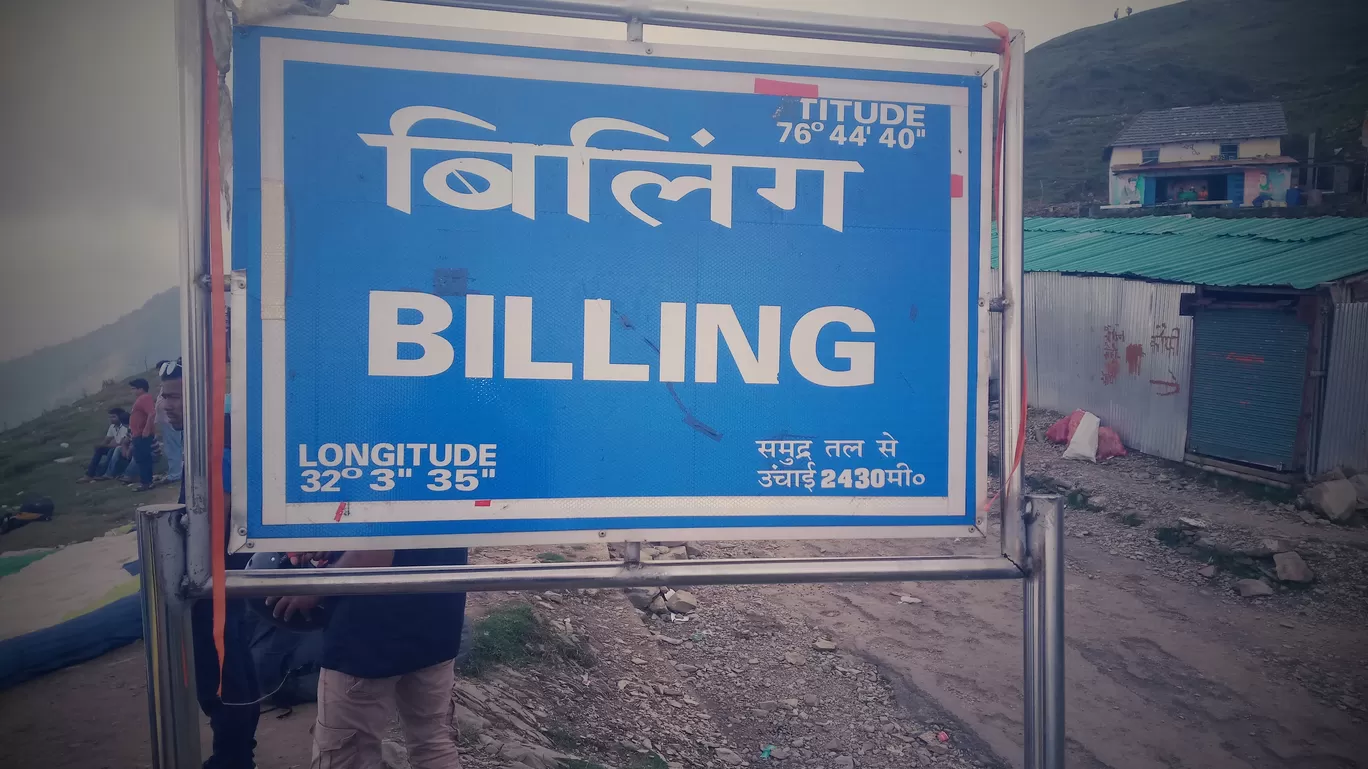 TITUDE
76° 44' 40"
बिलिंग
BILLING
LONGITUDE
32° 3" 35"
समुद्र तल से
उंचाई 2430मी०